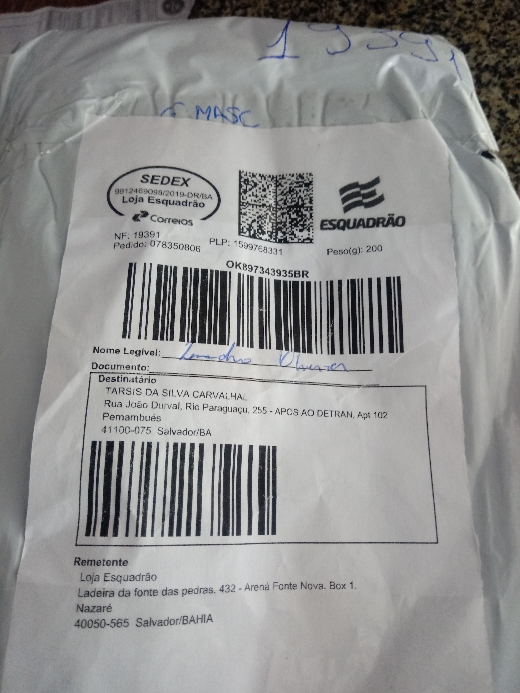 1939,
G MASC
SEDEX
9912469098/2019-DR/BA
Loja Esquadrão
Correios
ESQUADRÃO
NF: 19391
PLP: 1599768331
Pedido: 078350806
Peso(g): 200
OK897343935BR
Nome Legível:
Documento:
Destinatário
TARSIS DA SILVA CARVALHAL
Rua João Durval, Rio Paraguaçu, 255 - APOS AO DETRAN, Apt 102
Pernambués
41100-075 Salvador/BA
Remetente
Loja Esquadrão
Ladeira da fonte das pedras, 432 - Arena Fonte Nova. Box 1.
Nazaré
40050-565 Salvador/BAHIA